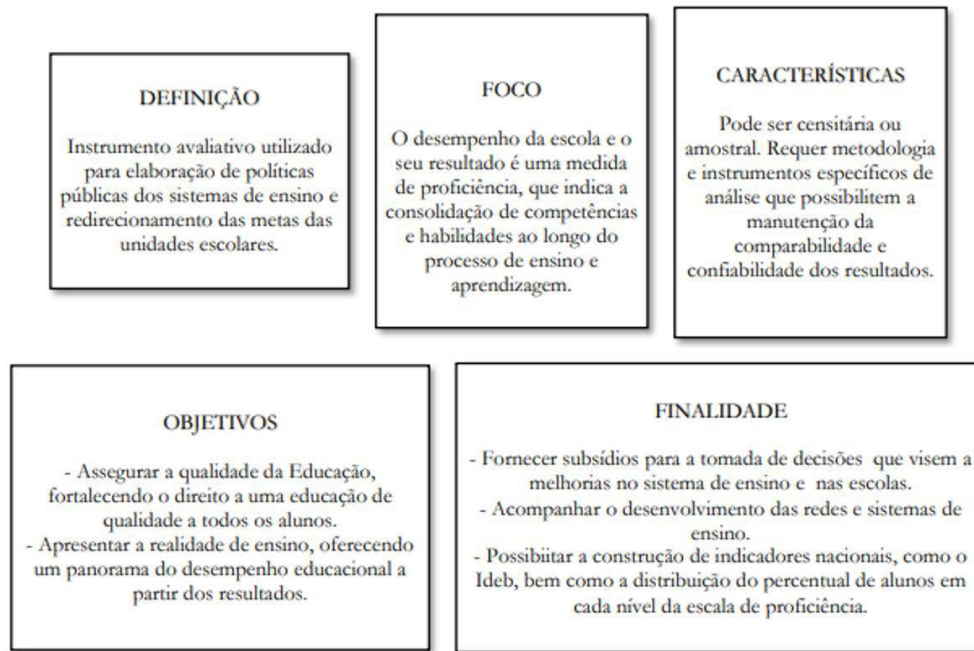 DEFINIÇÃO
Instrumento avaliativo utilizado
para elaboração de políticas
públicas dos sistemas de ensino e
redirecionamento das metas das
unidades escolares.
FOCO
O desempenho da escola e o
seu resultado é uma medida
de proficiência, que indica a
consolidação de competências
e habilidades ao longo do
processo de ensino e
aprendizagem.
CARACTERÍSTICAS
Pode ser censitária ou
amostral. Requer metodologia
e instrumentos específicos de
análise que possibilitem a
manutenção da
comparabilidade e
confiabilidade dos resultados.
OBJETIVOS
- Assegurar a qualidade da Educação,
fortalecendo o direito a uma educação de
qualidade a todos os alunos.
- Apresentar a realidade de ensino, oferecendo
um panorama do desempenho educacional a
partir dos resultados.
FINALIDADE
- Fornecer subsídios para a tomada de decisões que visem a
melhorias no sistema de ensino e nas escolas.
- Acompanhar o desenvolvimento das redes e sistemas de
ensino.
- Possibiitar a construção de indicadores nacionais, como o
Ideb, bem como a distribuição do percentual de alunos em
cada nível da escala de proficiência.